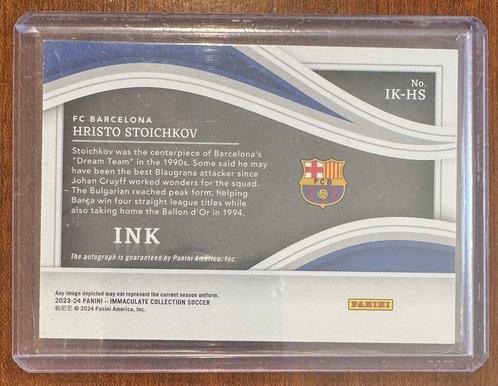 No.
IK-HS
FC BARCELONA
HRISTO STOICHKOV
Stoichkov was the centerpiece of Barcelona's
"Dream Team" in the 1990s. Some said he may
have been the best Blaugrana attacker since
Johan Cruyff worked wonders for the squad.
The Bulgarian reached peak form, helping
Barça win four straight league titles while
also taking home the Ballon d'Or in 1994.
FCB
INK
The autograph is guaranteed by Panini America, Inc.
Any image depicted may not represent the current season uniform.
2023-24 PANINI – IMMACULATE COLLECTION SOCCER
帕尼尼 © 2024 Panini America, Inc.
PANINI